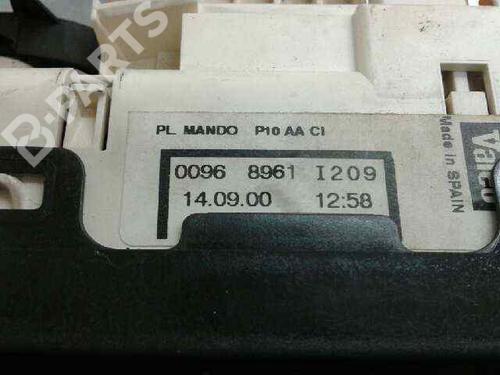 PL. MANDO P10 AA CI
0096 8961 I209
14.09.00 12:58
Valeo
Made in SPAIN
B-PARTS